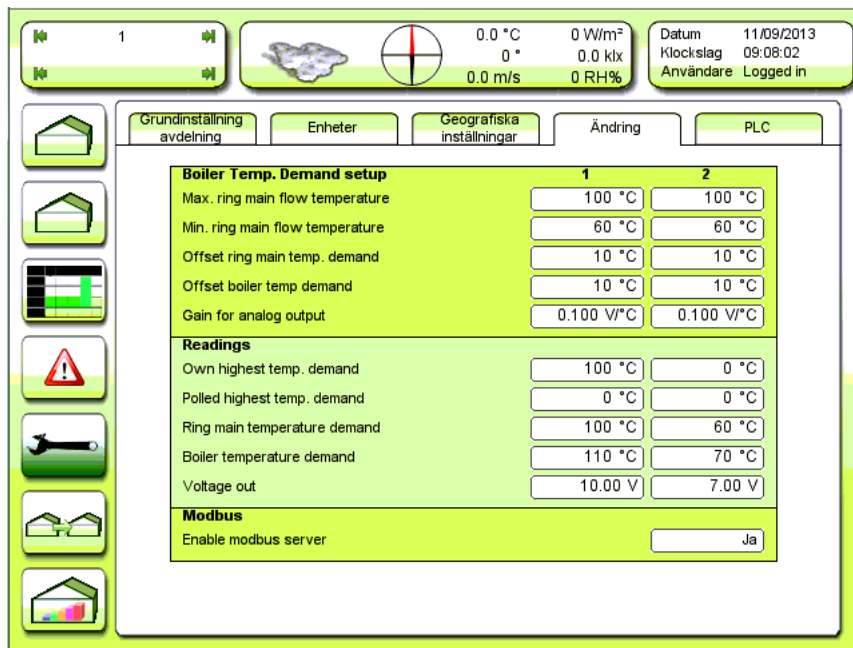 1
0.0 °C 0 W/m²
0 ° 0.0 klx
0.0 m/s 0 RH%
Datum 11/09/2013
Klockslag 09:08:02
Användare Logged in
Grundinställning
avdelning
Enheter
Geografiska
inställningar
Ändring
PLC
Boiler Temp. Demand setup 1 2
Max. ring main flow temperature 100 °C 100 °C
Min. ring main flow temperature 60 °C 60 °C
Offset ring main temp. demand 10 °C 10 °C
Offset boiler temp demand 10 °C 10 °C
Gain for analog output 0.100 V/°C 0.100 V/°C
Readings
Own highest temp. demand 100 °C 0 °C
Polled highest temp. demand 0 °C 0 °C
Ring main temperature demand 100 °C 60 °C
Boiler temperature demand 110 °C 70 °C
Voltage out 10.00 V 7.00 V
Modbus
Enable modbus server Ja